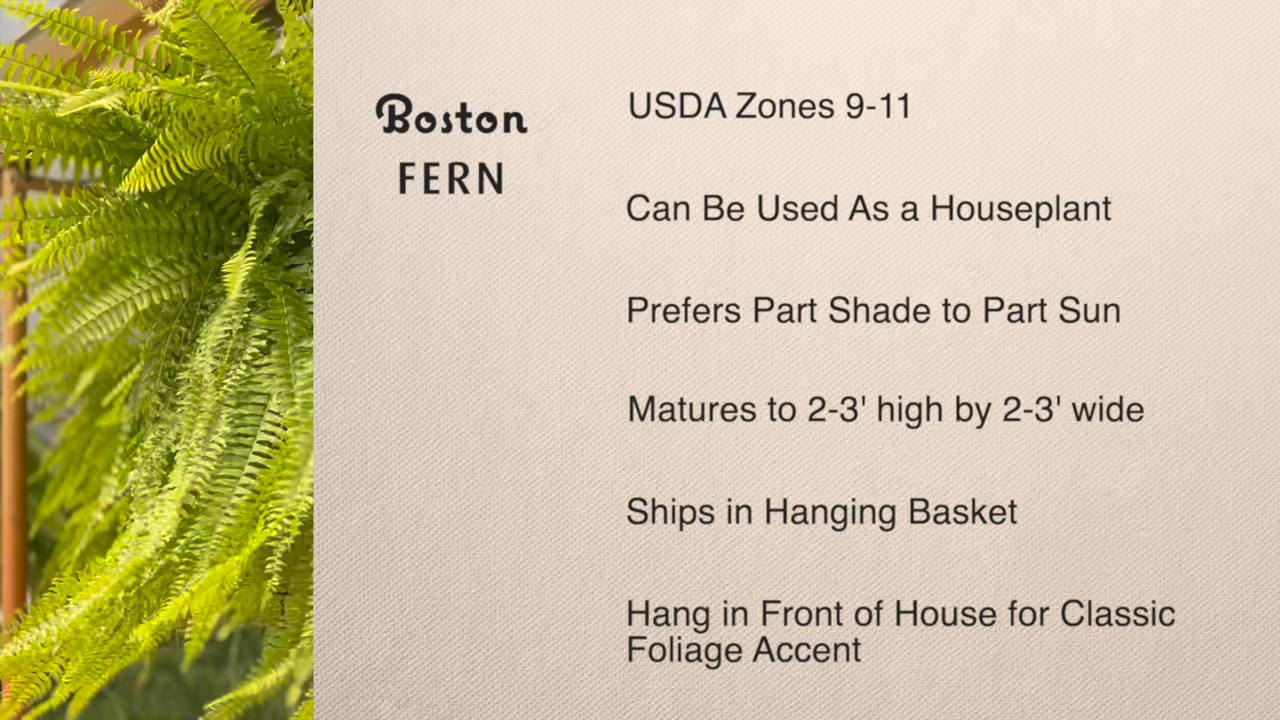 Boston
FERN
USDA Zones 9-11
Can Be Used As a Houseplant
Prefers Part Shade to Part Sun
Matures to 2-3' high by 2-3' wide
Ships in Hanging Basket
Hang in Front of House for Classic
Foliage Accent